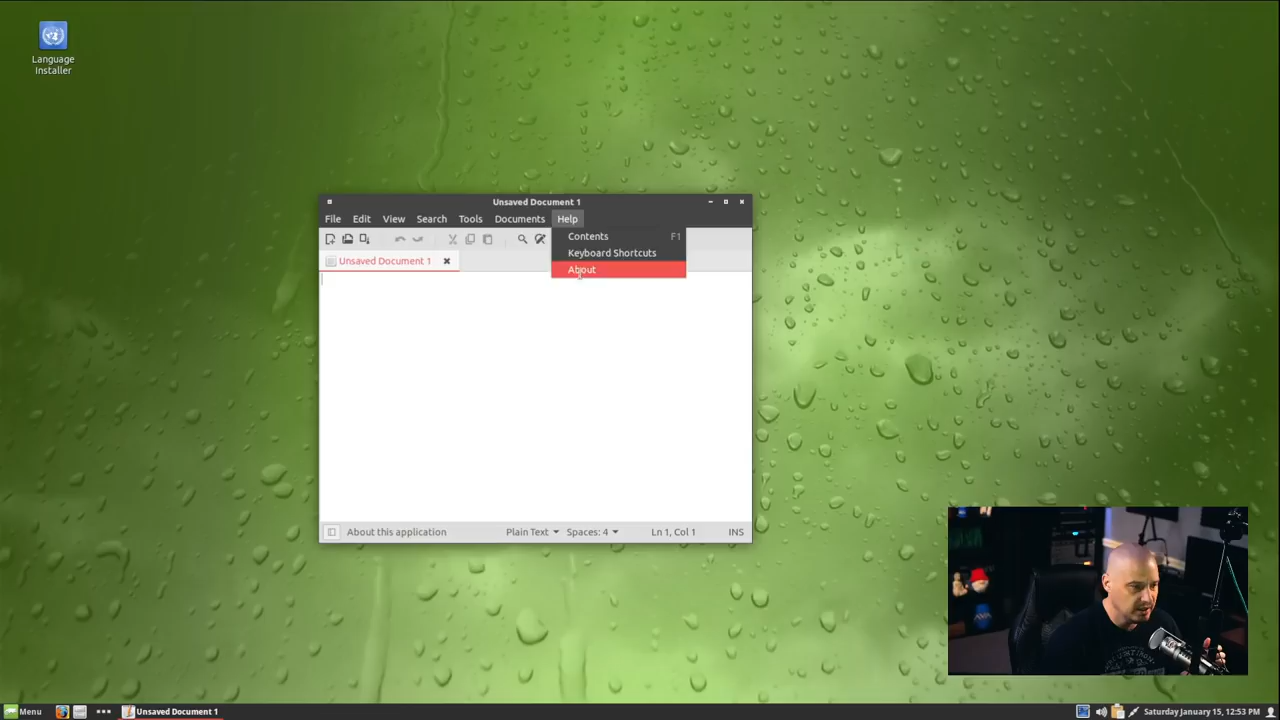 Language
Installer
Unsaved Document 1
File Edit View Search Tools Documents Help
Contents F1
Keyboard Shortcuts
About
Unsaved Document 1
About this application Plain Text Spaces: 4 Ln 1, Col 1 INS
Menu Unsaved Document 1 Saturday January 15, 12:53 PM